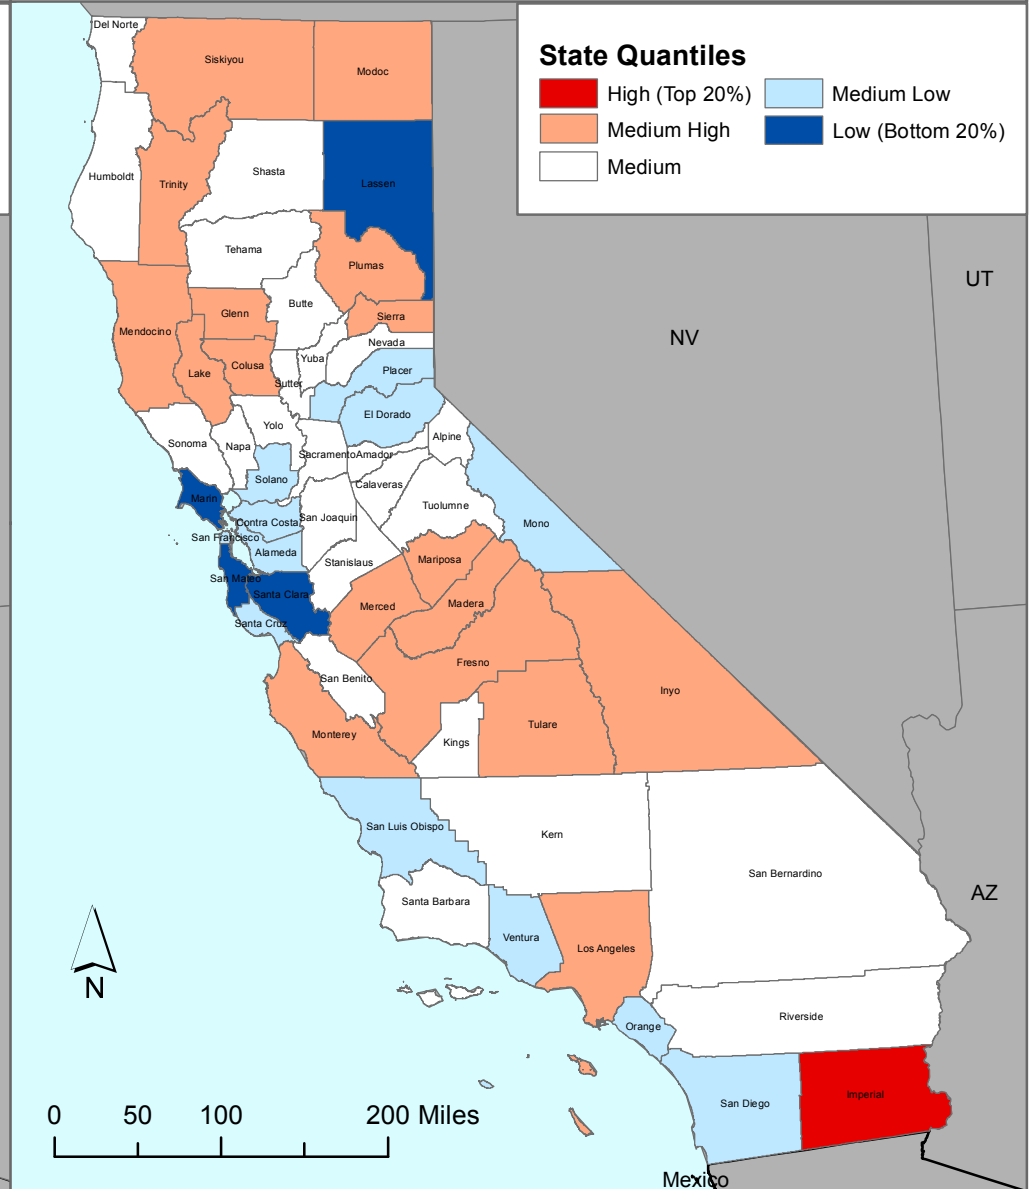 Del Norte
State Quantiles
High (Top 20%)
Medium Low
Medium High
Low (Bottom 20%)
Medium
Siskiyou
Modoc
Humboldt
Trinity
Shasta
Lassen
Tehama
Plumas
UT
Butte
Glenn
Sierra
Mendocino
Nevada
NV
Yuba
Colusa
Placer
Lake
Sutter
El Dorado
Yolo
Alpine
Sonoma
Napa
Sacramento
Amador
Solano
Calaveras
Marin
Tuolumne
San Joaquin
Contra Costa
Mono
San Francisco
Alameda
Stanislaus
Mariposa
San Mateo
Santa Clara
Merced
Madera
Santa Cruz
Fresno
San Benito
Inyo
Tulare
Monterey
Kings
San Luis Obispo
Kern
San Bernardino
AZ
Santa Barbara
Ventura
Los Angeles
N
Riverside
Orange
Imperial
San Diego
0 50 100 200 Miles
Mexico